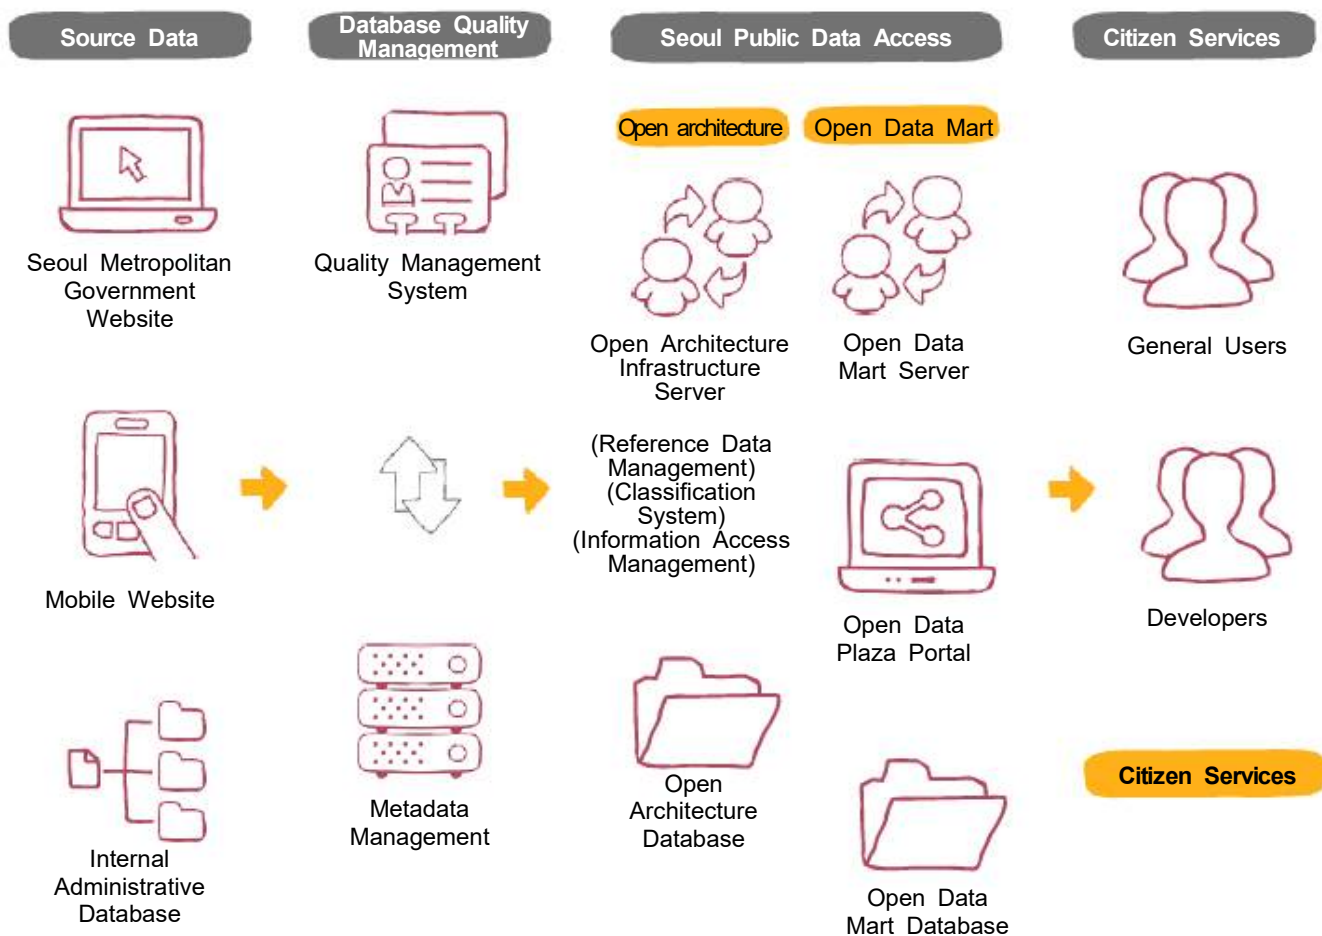 Source Data
Database Quality
Management
Seoul Public Data Access
Citizen Services
Open architecture
Open Data Mart
Seoul Metropolitan
Government
Website
Quality Management
System
Open Architecture
Infrastructure
Server
Open Data
Mart Server
General Users
(Reference Data
Management)
(Classification
System)
(Information Access
Management)
Mobile Website
Open Data
Plaza Portal
Developers
Internal
Administrative
Database
Metadata
Management
Open
Architecture
Database
Open Data
Mart Database
Citizen Services